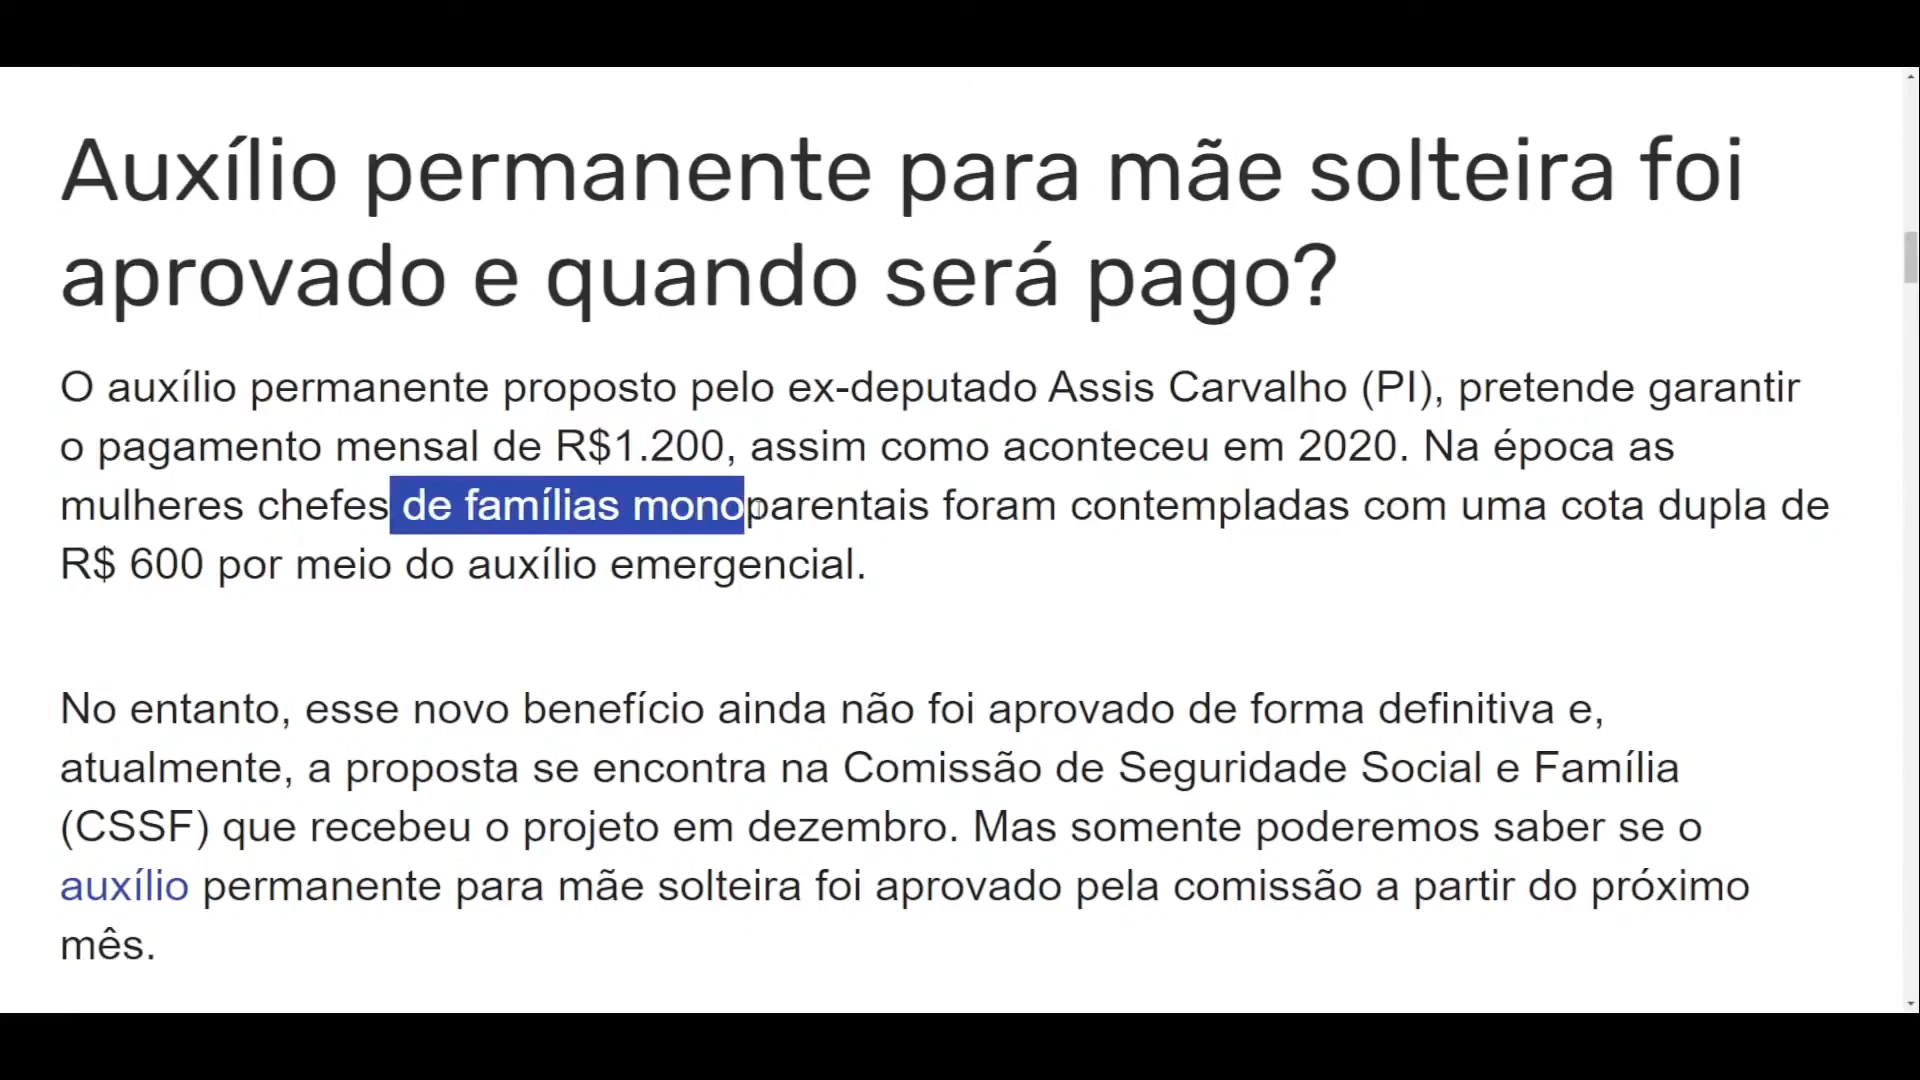 Auxílio permanente para mãe solteira foi
aprovado e quando será pago?
O auxílio permanente proposto pelo ex-deputado Assis Carvalho (PI), pretende garantir
o pagamento mensal de R$1.200, assim como aconteceu em 2020. Na época as
mulheres chefes de famílias monoparentais foram contempladas com uma cota dupla de
R$ 600 por meio do auxílio emergencial.
No entanto, esse novo benefício ainda não foi aprovado de forma definitiva e,
atualmente, a proposta se encontra na Comissão de Seguridade Social e Família
(CSSF) que recebeu o projeto em dezembro. Mas somente poderemos saber se o
auxílio permanente para mãe solteira foi aprovado pela comissão a partir do próximo
mês.